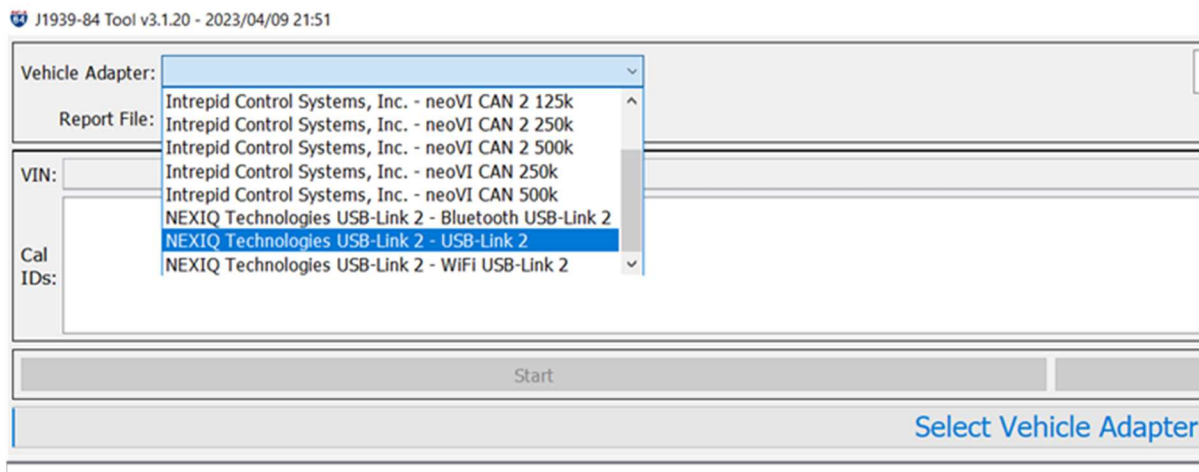 84 J1939-84 Tool v3.1.20 - 2023/04/09 21:51
Vehicle Adapter:
Intrepid Control Systems, Inc. - neoVI CAN 2 125k
Report File:
Intrepid Control Systems, Inc. - neoVI CAN 2 250k
Intrepid Control Systems, Inc. - neoVI CAN 2 500k
VIN:
Intrepid Control Systems, Inc. - neoVI CAN 250k
Intrepid Control Systems, Inc. - neoVI CAN 500k
NEXIQ Technologies USB-Link 2 - Bluetooth USB-Link 2
NEXIQ Technologies USB-Link 2 - USB-Link 2
NEXIQ Technologies USB-Link 2 - WiFi USB-Link 2
Cal
IDs:
Start
Select Vehicle Adapter